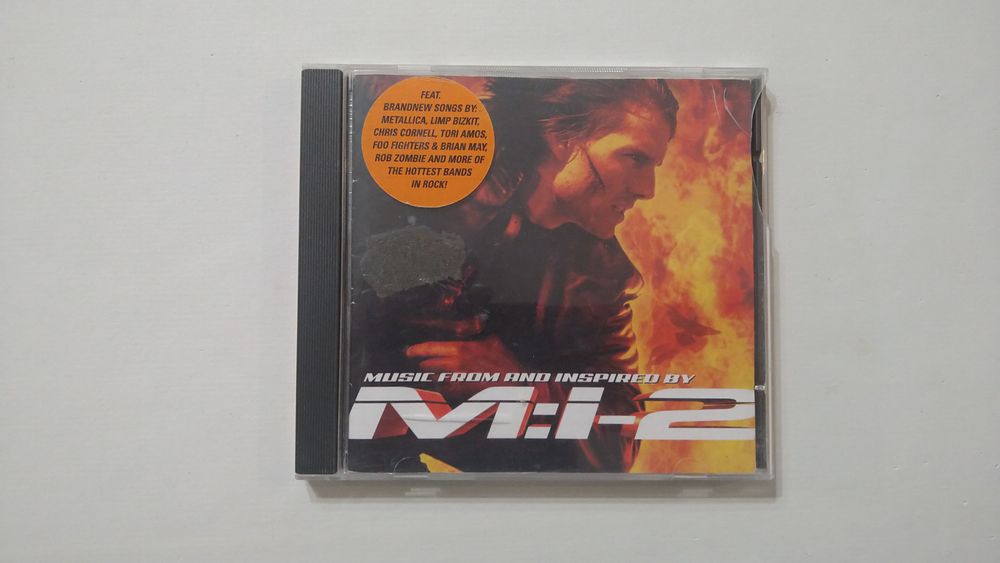 FEAT.
BRANDNEW SONGS BY:
METALLICA, LIMP BIZKIT,
CHRIS CORNELL, TORI AMOS,
FOO FIGHTERS & BRIAN MAY,
ROB ZOMBIE AND MORE OF
THE HOTTEST BANDS
IN ROCK!
MUSIC FROM AND INSPIRED BY
M:i-2